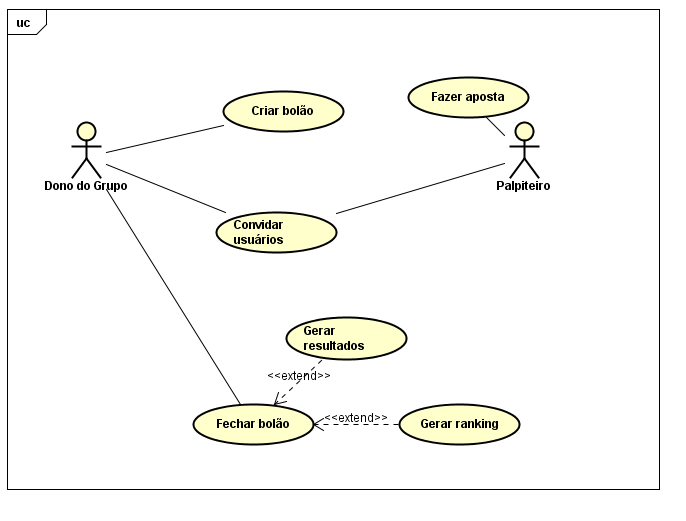 uc
Criar bolão
Fazer aposta
Dono do Grupo
Palpiteiro
Convidar
usuários
Gerar
resultados
<<extend>>
Fechar bolão
<<extend>>
Gerar ranking